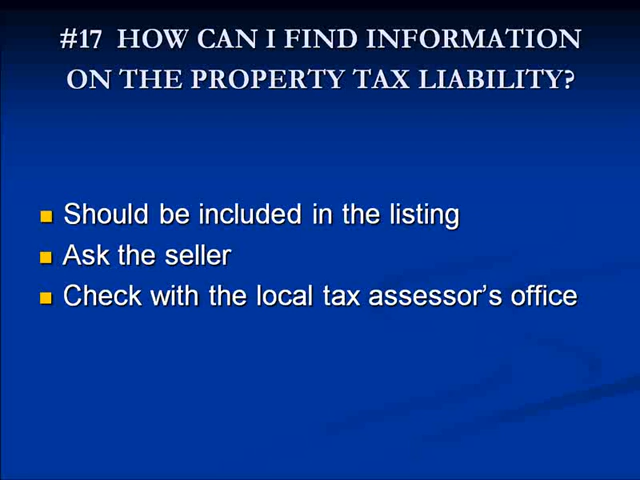 #17 HOW CAN I FIND INFORMATION
ON THE PROPERTY TAX LIABILITY?
Should be included in the listing
Ask the seller
Check with the local tax assessor's office